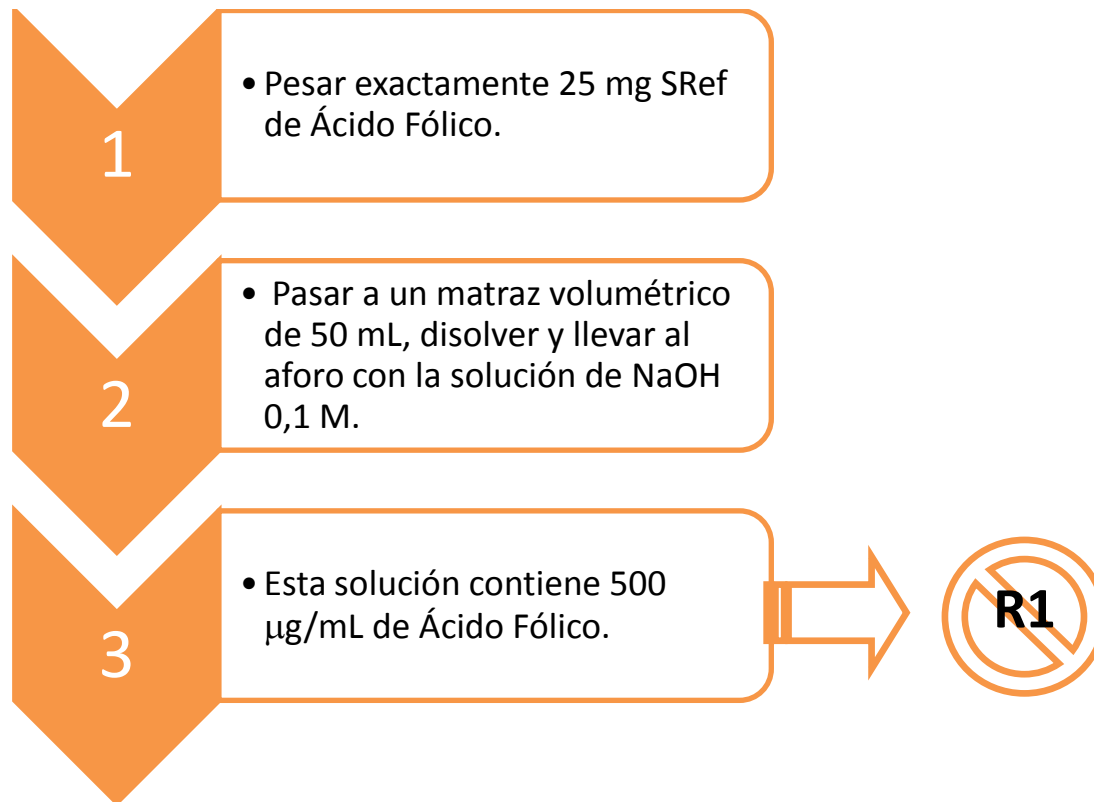 1
• Pesar exactamente 25 mg SRef
de Ácido Fólico.
2
• Pasar a un matraz volumétrico
de 50 mL, disolver y llevar al
aforo con la solución de NaOH
0,1 M.
3
• Esta solución contiene 500
µg/mL de Ácido Fólico.
R1